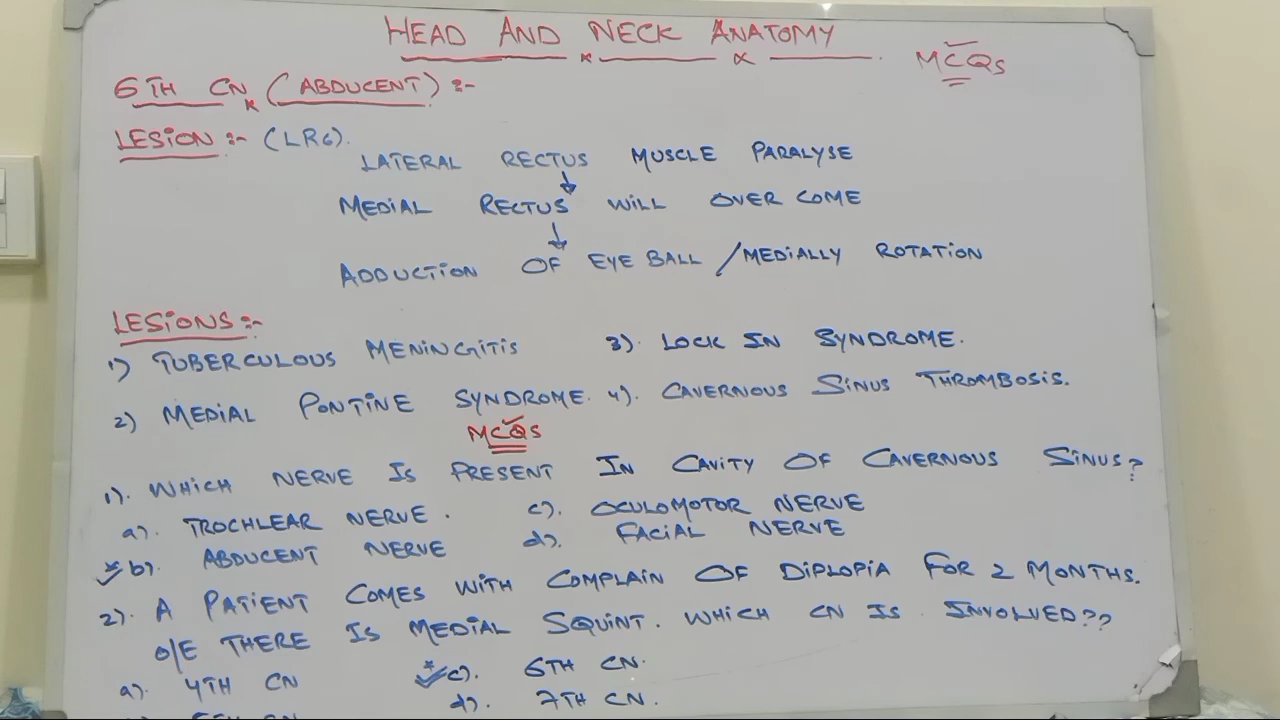 HEAD AND NECK ANATOMY
MCQS
6TH CN (ABDUCENT) :-
LESION :- (LR6).
LATERAL RECTUS MUSCLE PARALYSE
MEDIAL RECTUS WILL OVER COME
ADDUCTION OF EYE BALL / MEDIALLY ROTATION
LESIONS :-
1) TUBERCULOUS MENINGITIS
3). LOCK IN SYNDROME.
2) MEDIAL PONTINE SYNDROME.
4). CAVERNOUS SINUS THROMBOSIS.
MCQS
1). WHICH NERVE IS PRESENT IN CAVITY OF CAVERNOUS SINUS?
a). TROCHLEAR NERVE.
c). OCULOMOTOR NERVE
b). ABDUCENT NERVE
d). FACIAL NERVE
2). A PATIENT COMES WITH COMPLAIN OF DIPLOPIA FOR 2 MONTHS.
O/E THERE IS MEDIAL SQUINT. WHICH CN IS INVOLVED??
a). 4TH CN
c). 6TH CN.
d). 7TH CN.